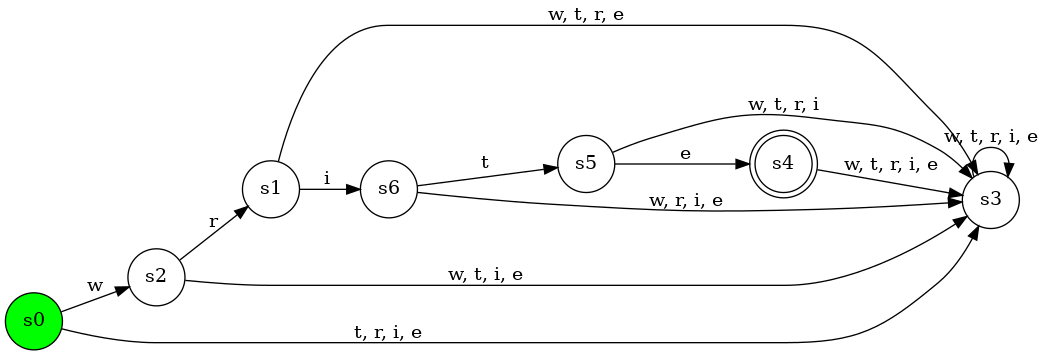 w, t, r, e
w, t, r, i
w, t, r, i, e
t
e
s5
s4
w, t, r, i, e
s1
i
s6
w, r, i, e
s3
r
s2
w, t, i, e
w
s0
t, r, i, e